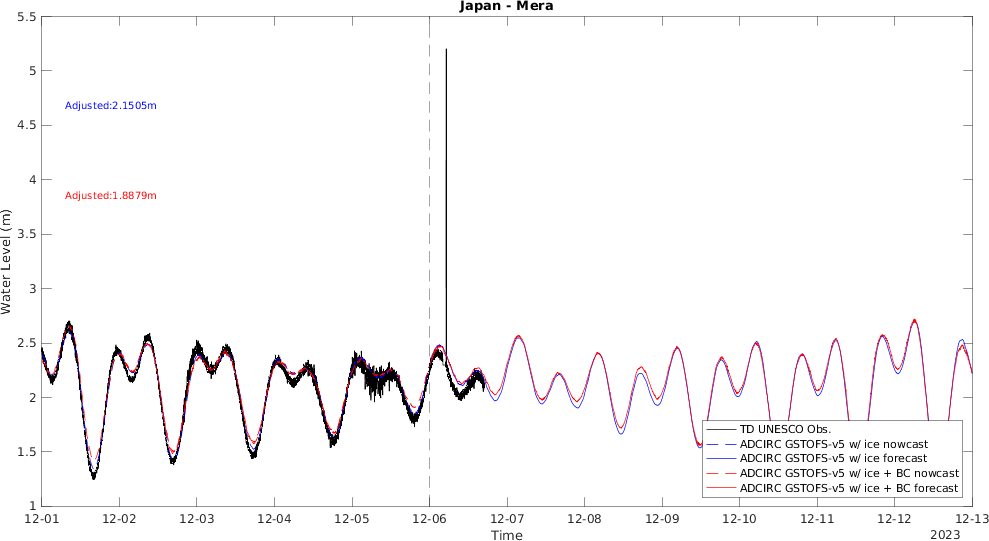 Japan - Mera
5.5
5
4.5
4
3.5
3
2.5
2
1.5
1
Water Level (m)
Adjusted:2.1505m
Adjusted:1.8879m
TD UNESCO Obs.
ADCIRC GSTOFS-v5 w/ ice nowcast
ADCIRC GSTOFS-v5 w/ ice forecast
ADCIRC GSTOFS-v5 w/ ice + BC nowcast
ADCIRC GSTOFS-v5 w/ ice + BC forecast
12-01 12-02 12-03 12-04 12-05 12-06 12-07 12-08 12-09 12-10 12-11 12-12 12-13
Time
2023